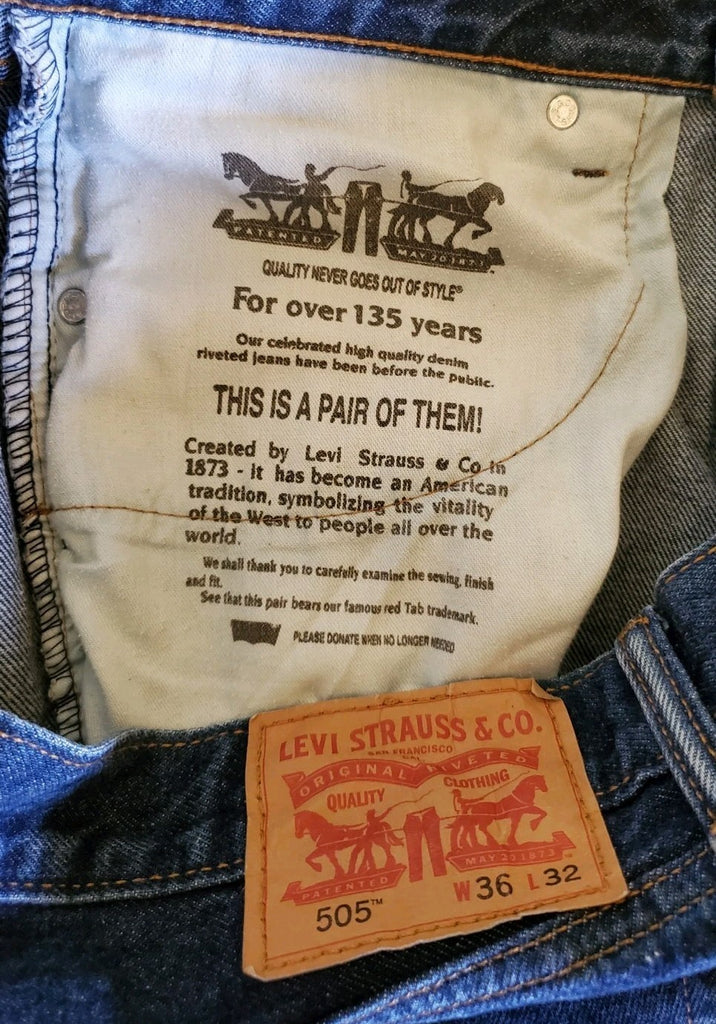 PATENTED
MAY 20 1873
QUALITY NEVER GOES OUT OF STYLE®
For over 135 years
Our celebrated high quality denim
riveted jeans have been before the public.
THIS IS A PAIR OF THEM!
Created by Levi Strauss & Co in
1873 - it has become an American
tradition, symbolizing the vitality
of the West to people all over the
world.
We shall thank you to carefully examine the sewing, finish
and fit.
See that this pair bears our famous red Tab trademark.
PLEASE DONATE WHEN NO LONGER NEEDED
LEVI STRAUSS & CO.
SAN FRANCISCO
CAL
ORIGINAL RIVETED
QUALITY CLOTHING
PATENTED MAY 20 1873
505™ W 36 L 32